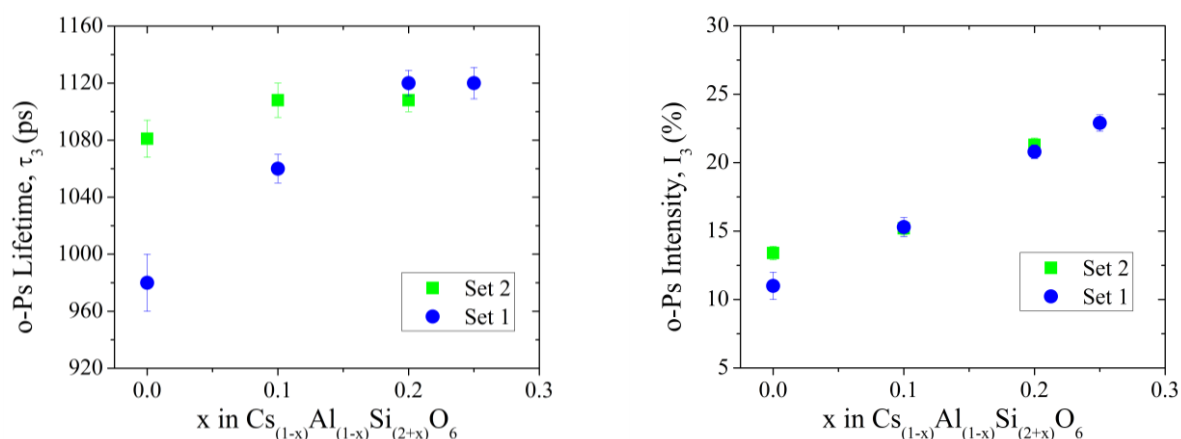 o-Ps Lifetime, τ₃ (ps)
1160
1120
1080
1040
1000
960
920
0.0
0.1
0.2
0.3
x in Cs₍₁₋ₓ₎Al₍₁₋ₓ₎Si₍₂₊ₓ₎O₆
Set 2
Set 1
o-Ps Intensity, I₃ (%)
30
25
20
15
10
5
0.0
0.1
0.2
0.3
x in Cs₍₁₋ₓ₎Al₍₁₋ₓ₎Si₍₂₊ₓ₎O₆
Set 2
Set 1